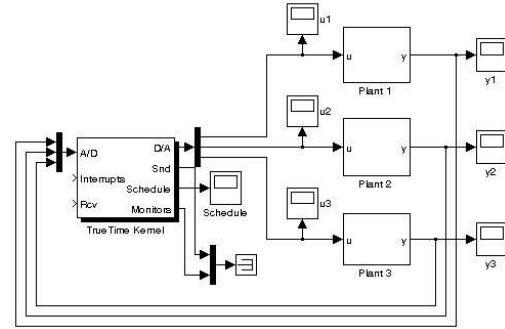 u1
u
y
Plant 1
y1
u2
u
y
Plant 2
y2
u3
u
y
Plant 3
y3
A/D
D/A
Interrupts
Snd
Schedule
Rcv
Monitors
TrueTime Kernel
Schedule